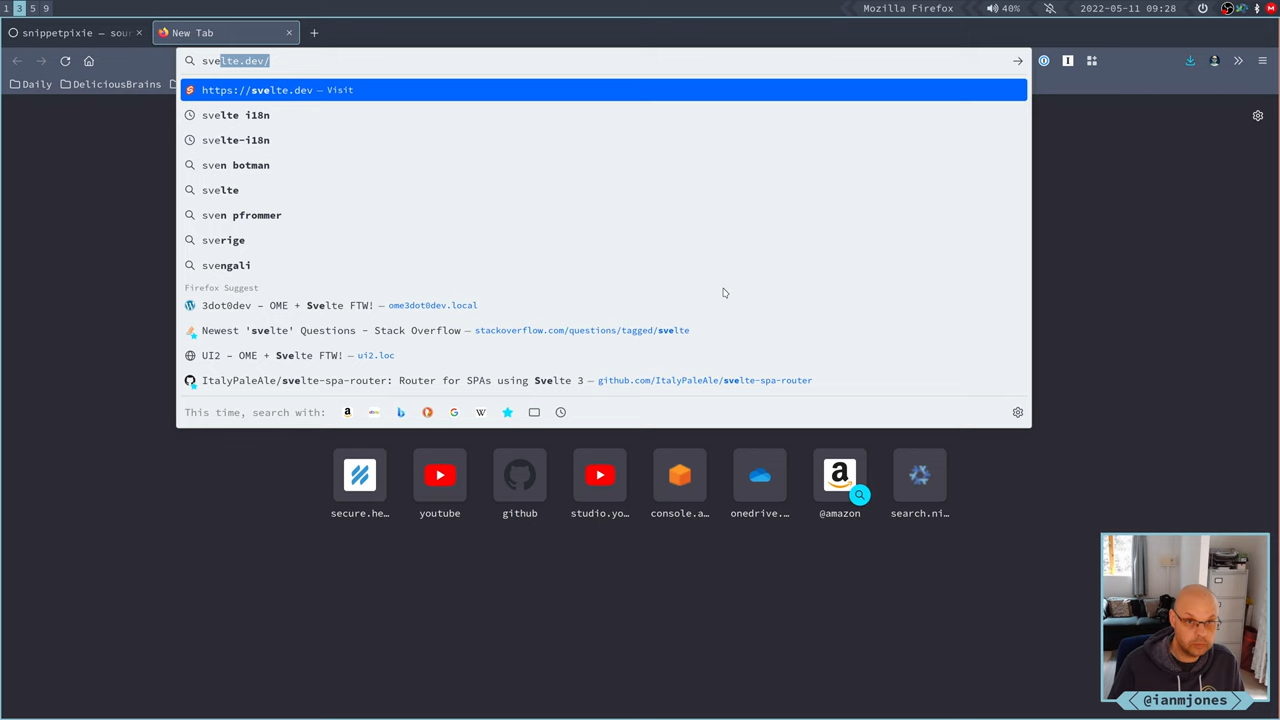 1 3 5 9
Mozilla Firefox
40%
2022-05-11 09:28
snippetpixie — sour
New Tab
svelte.dev/
Daily
DeliciousBrains
https://svelte.dev — Visit
svelte i18n
svelte-i18n
sven botman
svelte
sven pfrommer
sverige
svengali
Firefox Suggest
3dot0dev – OME + Svelte FTW! — ome3dot0dev.local
Newest 'svelte' Questions - Stack Overflow — stackoverflow.com/questions/tagged/svelte
UI2 – OME + Svelte FTW! — ui2.loc
ItalyPaleAle/svelte-spa-router: Router for SPAs using Svelte 3 — github.com/ItalyPaleAle/svelte-spa-router
This time, search with:
secure.he…
youtube
github
studio.yo…
console.a…
onedrive.…
@amazon
search.ni…
@ianmjones